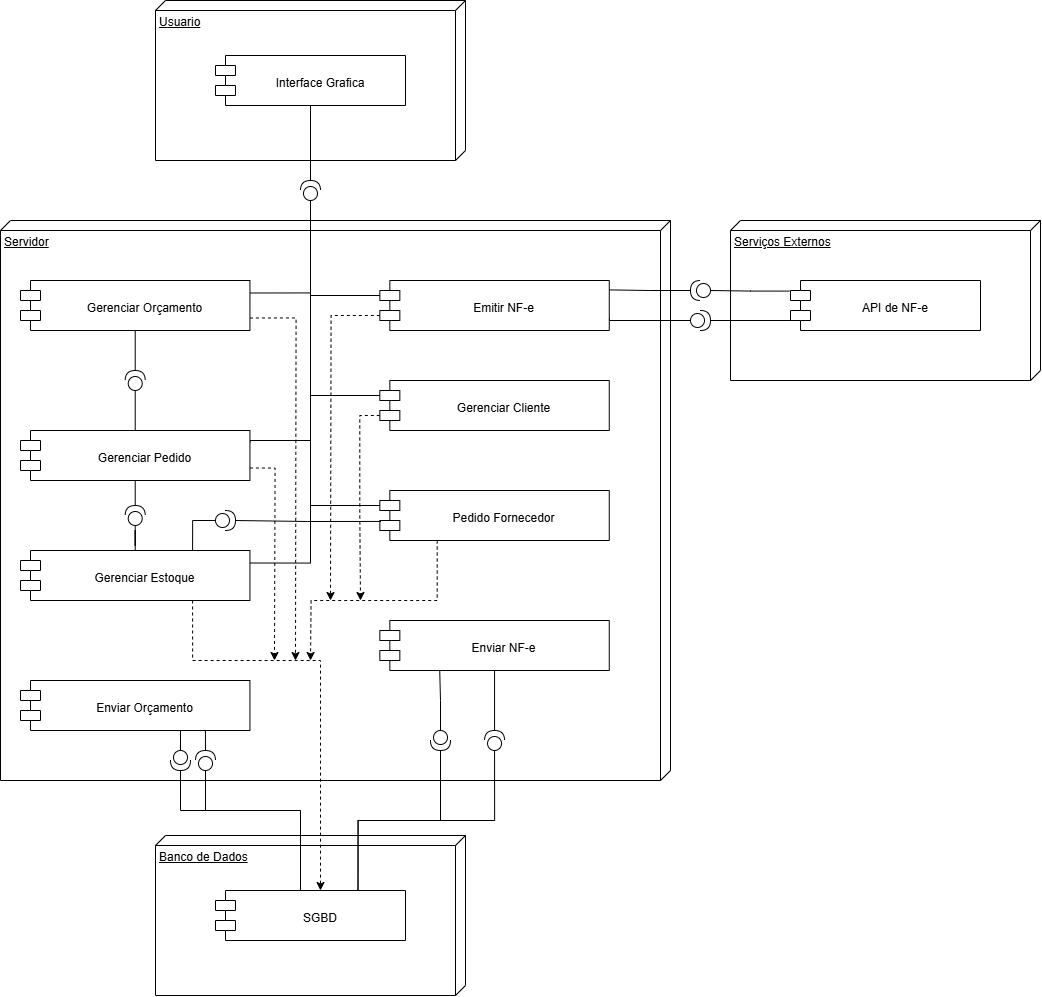 Usuario
Interface Grafica
Servidor
Serviços Externos
Gerenciar Orçamento
Emitir NF-e
API de NF-e
Gerenciar Cliente
Gerenciar Pedido
Pedido Fornecedor
Gerenciar Estoque
Enviar NF-e
Enviar Orçamento
Banco de Dados
SGBD